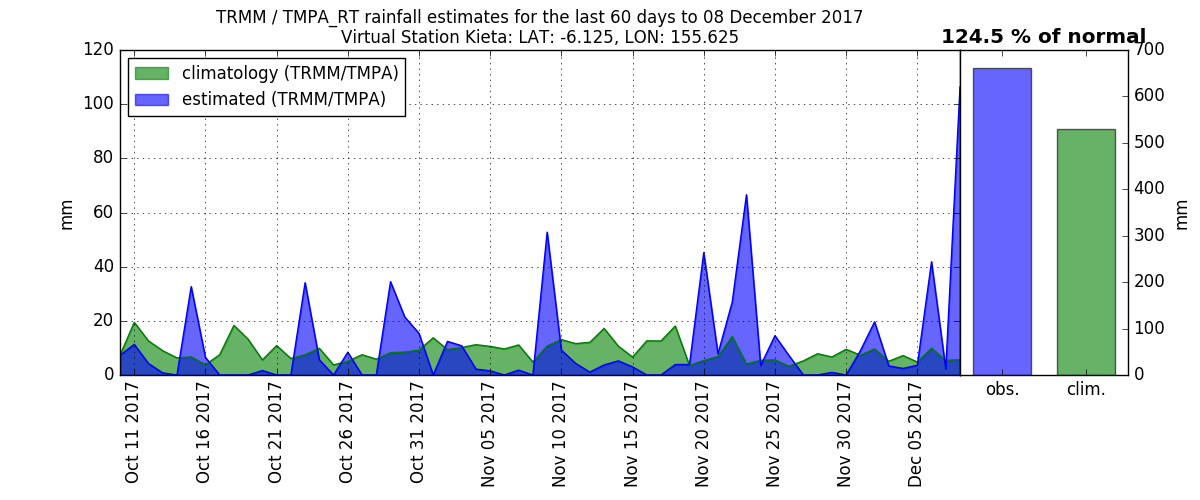 TRMM / TMPA_RT rainfall estimates for the last 60 days to 08 December 2017
Virtual Station Kieta: LAT: -6.125, LON: 155.625
124.5 % of normal
climatology (TRMM/TMPA)
estimated (TRMM/TMPA)
120
100
80
60
40
20
0
mm
700
600
500
400
300
200
100
0
mm
Oct 11 2017
Oct 16 2017
Oct 21 2017
Oct 26 2017
Oct 31 2017
Nov 05 2017
Nov 10 2017
Nov 15 2017
Nov 20 2017
Nov 25 2017
Nov 30 2017
Dec 05 2017
obs.
clim.